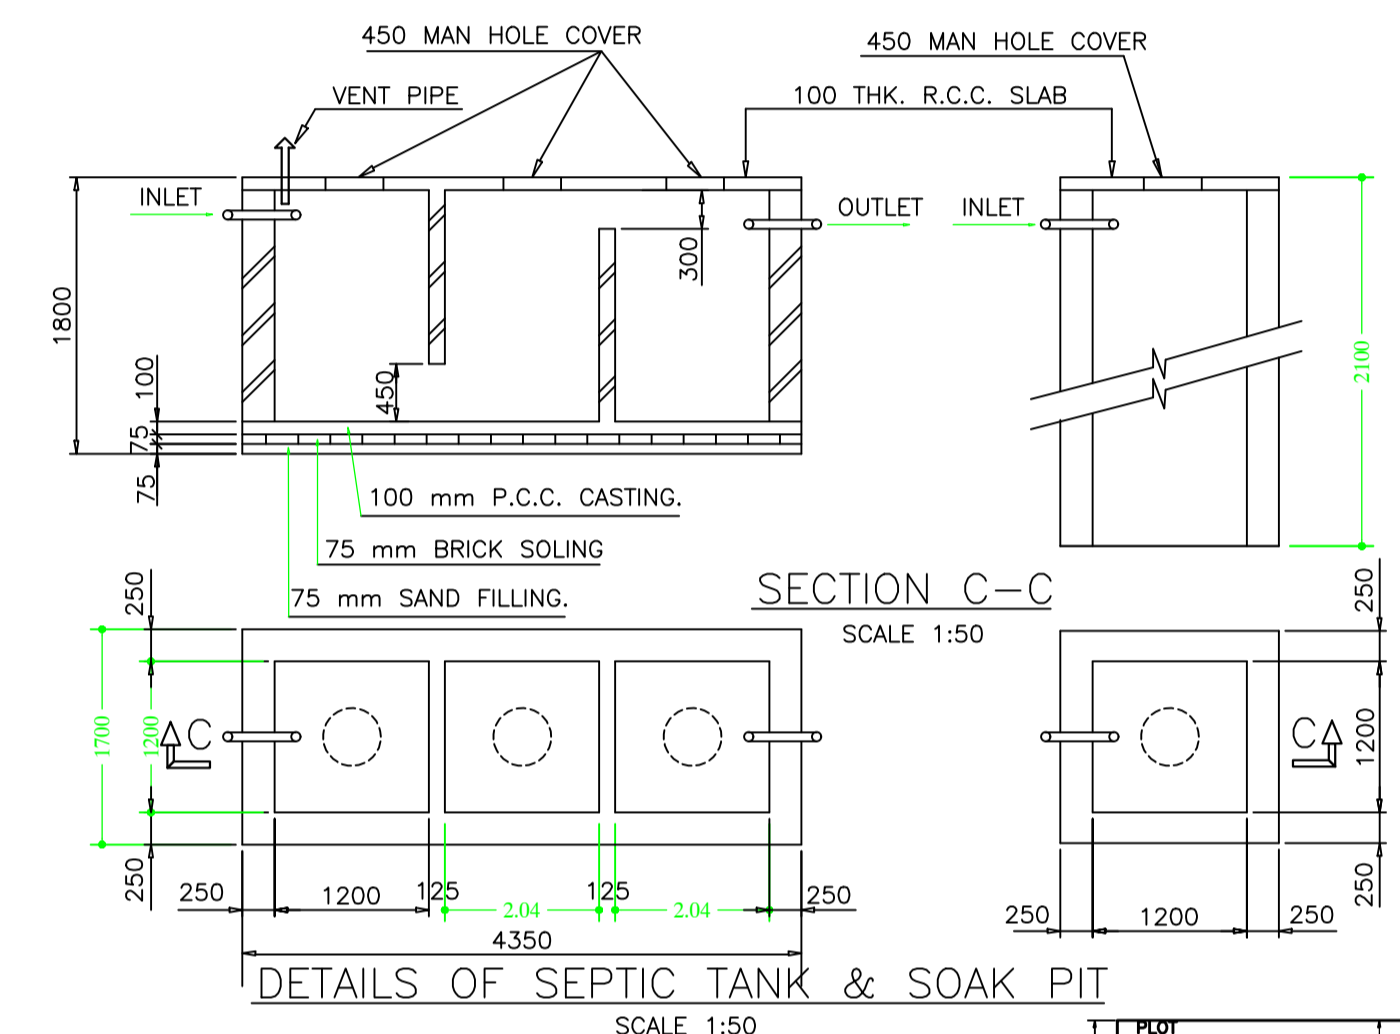 450 MAN HOLE COVER
450 MAN HOLE COVER
VENT PIPE
100 THK. R.C.C. SLAB
INLET
OUTLET
INLET
300
1800
2100
100
450
75
75
100 mm P.C.C. CASTING.
75 mm BRICK SOLING
75 mm SAND FILLING.
SECTION C-C
SCALE 1:50
250
250
1700
1200
C
C
1200
250
250
250
1200
125
2.04
125
2.04
250
250
1200
250
4350
DETAILS OF SEPTIC TANK & SOAK PIT
SCALE 1:50
PLOT